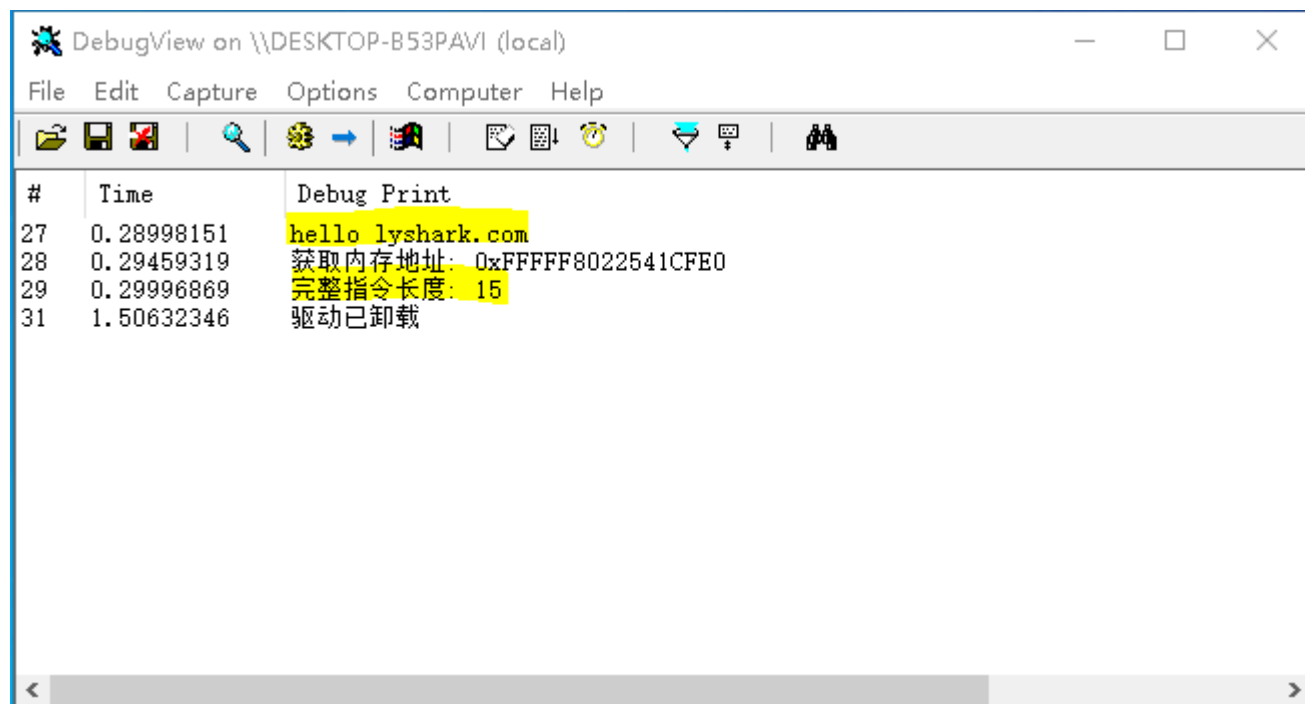 DebugView on \\DESKTOP-B53PAVI (local)
File Edit Capture Options Computer Help
# Time Debug Print
27 0.28998151 hello lyshark.com
28 0.29459319 获取内存地址: 0xFFFFF8022541CFE0
29 0.29996869 完整指令长度: 15
31 1.50632346 驱动已卸载